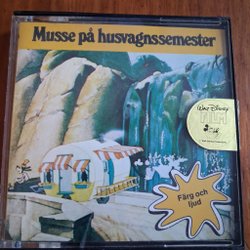 Musse på husvagnssemester
Walt Disney
FILM
Färg och
ljud